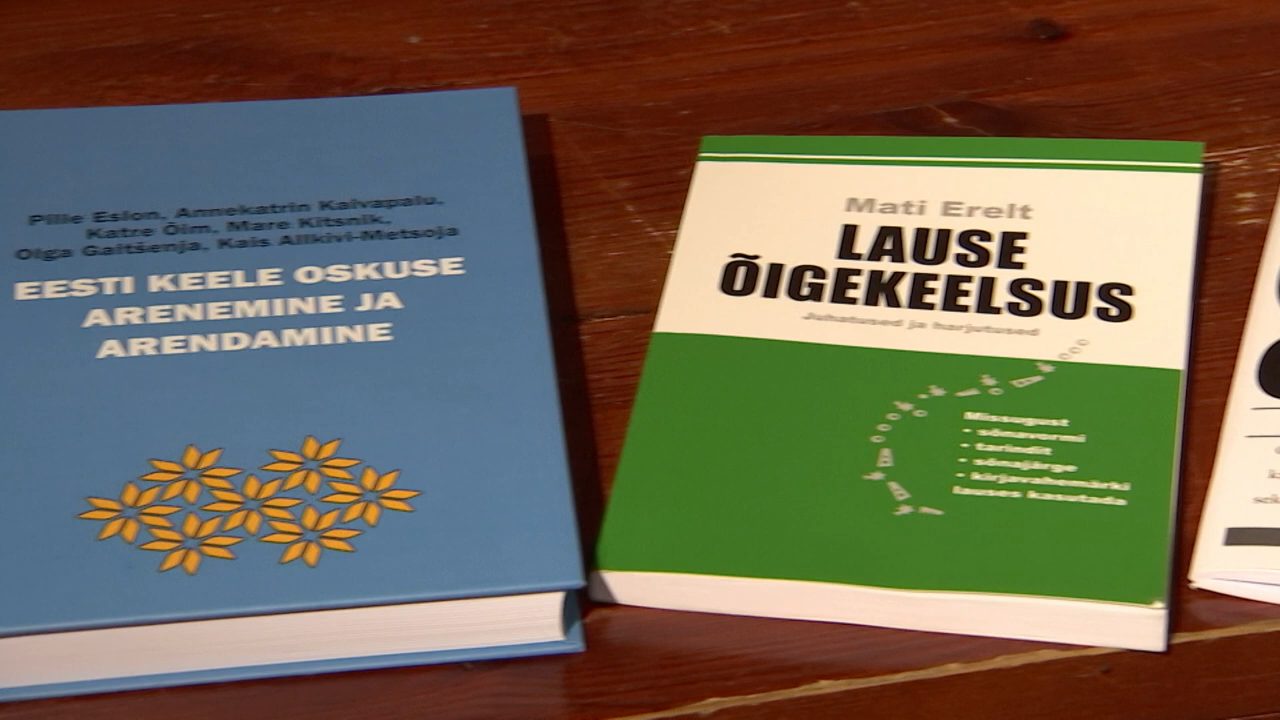 Pille Eslon, Annekatrin Kaivapalu,
Katre Õim, Mare Kitsnik,
Olga Gaitšenja, Kais Allkivi-Metsoja
EESTI KEELE OSKUSE
ARENEMINE JA
ARENDAMINE
Mati Erelt
LAUSE
ÕIGEKEELSUS
Juhatused ja harjutused
Missugust
• sõnavormi
• tarindit
• sõnajärge
• kirjavahemärki
lauses kasutada